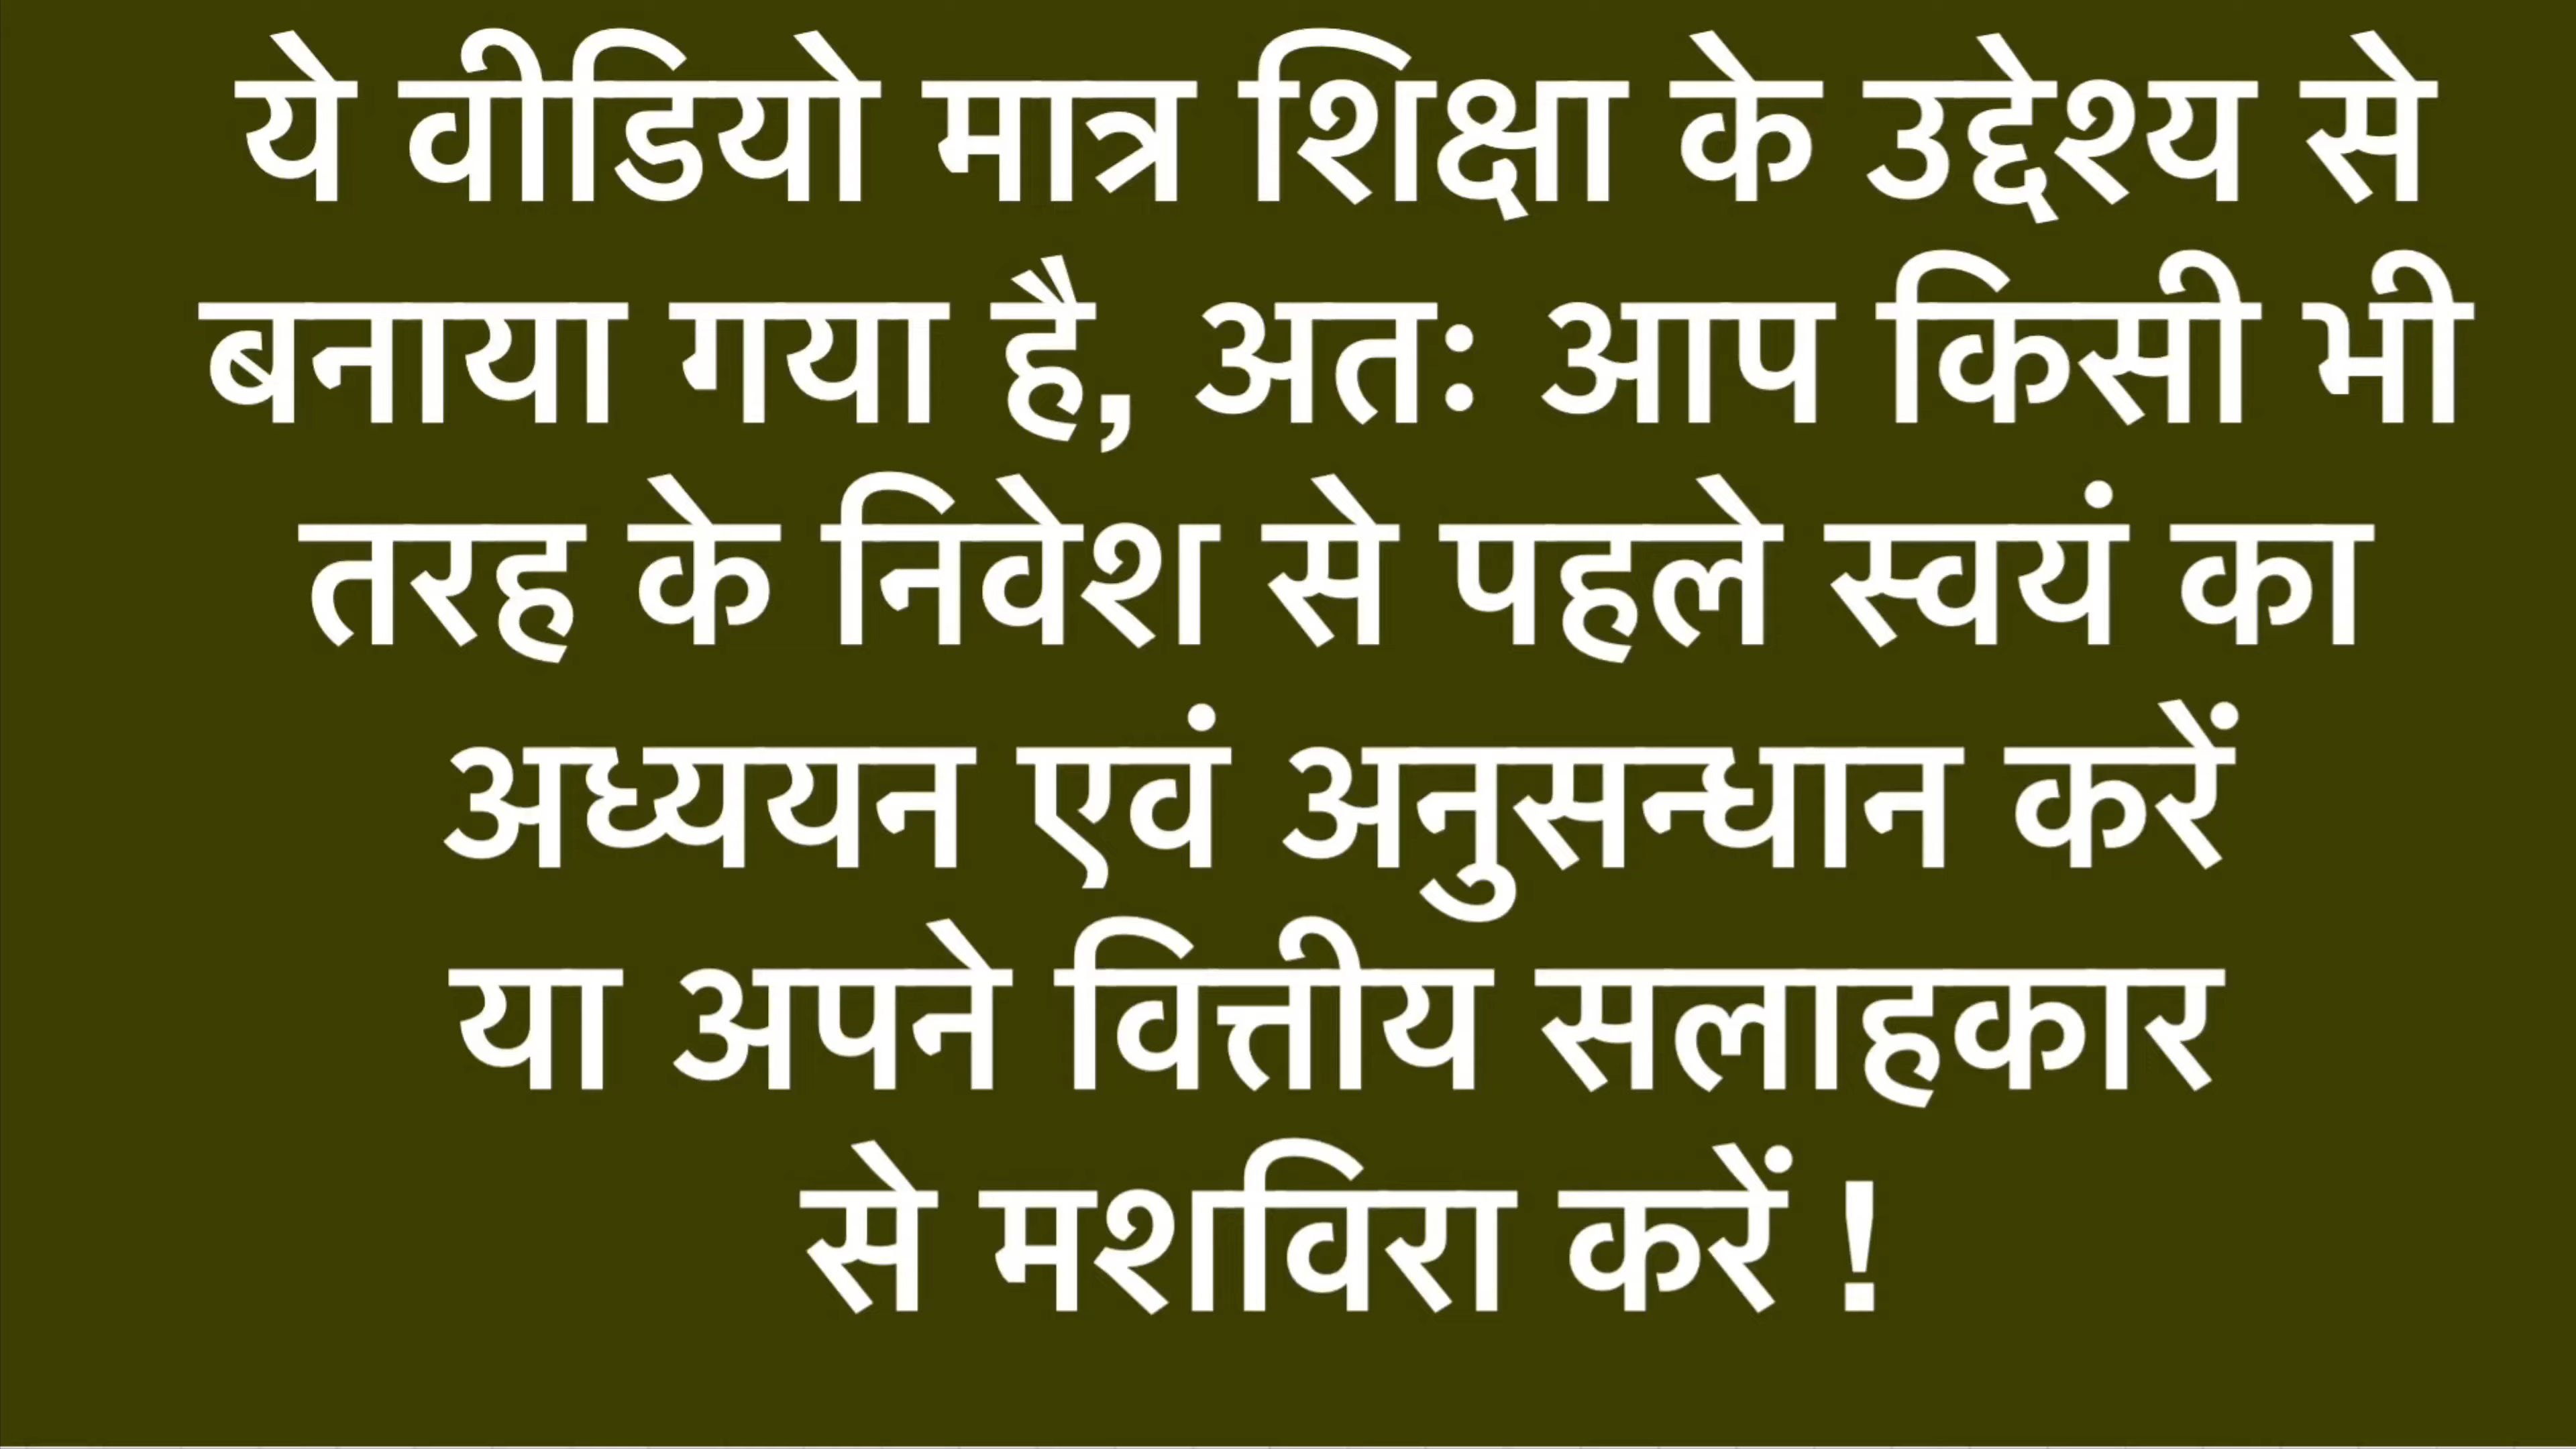 ये वीडियो मात्र शिक्षा के उद्देश्य से
बनाया गया है, अतः आप किसी भी
तरह के निवेश से पहले स्वयं का
अध्ययन एवं अनुसन्धान करें
या अपने वित्तीय सलाहकार
से मशविरा करें !